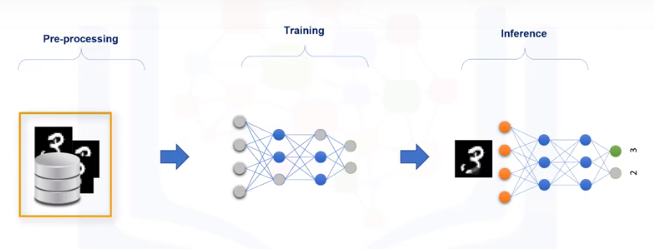 Pre-processing
Training
Inference
3
2